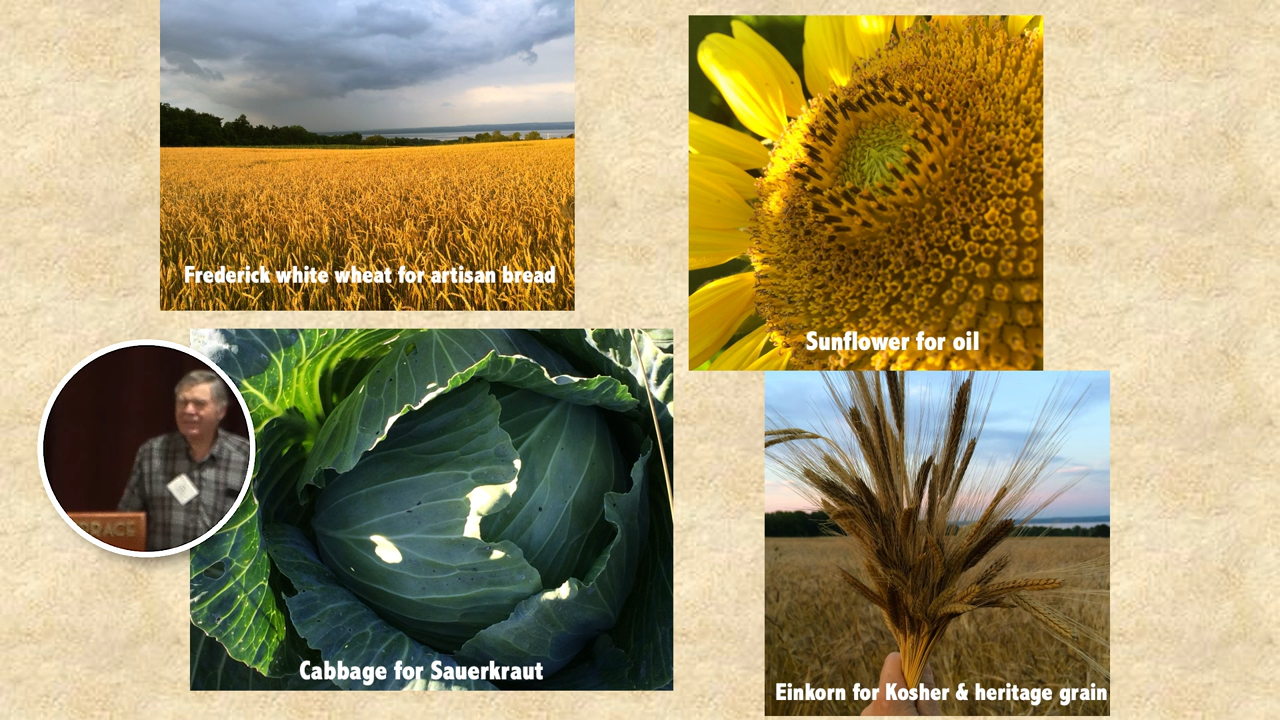 Frederick white wheat for artisan bread
Sunflower for oil
Cabbage for Sauerkraut
Einkorn for Kosher & heritage grain